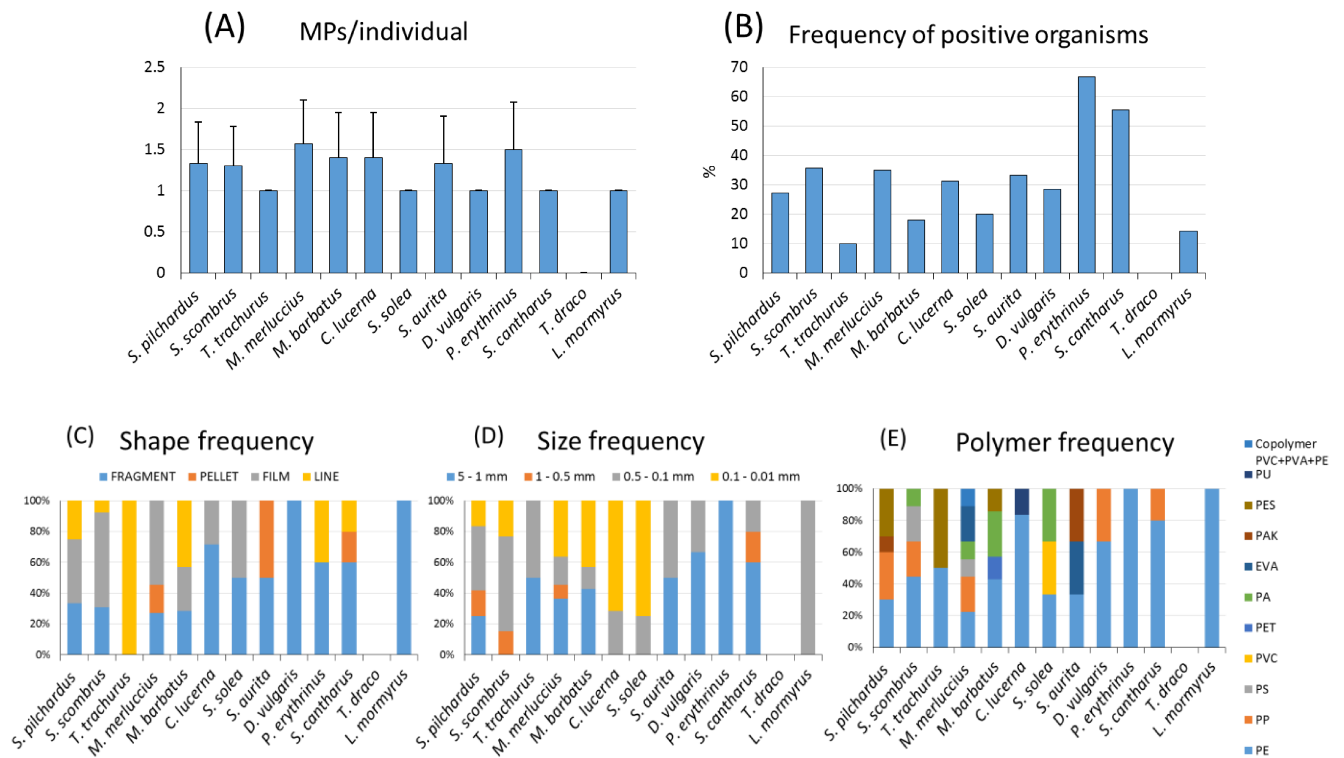 (A)
MPs/individual
2.5
2
1.5
1
0.5
0
S. pilchardus
S. scombrus
T. trachurus
M. merluccius
M. barbatus
C. lucerna
S. solea
S. aurita
D. vulgaris
P. erythrinus
S. cantharus
T. draco
L. mormyrus
(B)
Frequency of positive organisms
%
70
60
50
40
30
20
10
0
S. pilchardus
S. scombrus
T. trachurus
M. merluccius
M. barbatus
C. lucerna
S. solea
S. aurita
D. vulgaris
P. erythrinus
S. cantharus
T. draco
L. mormyrus
(C)
Shape frequency
FRAGMENT PELLET FILM LINE
100%
80%
60%
40%
20%
0%
S. pilchardus
S. scombrus
T. trachurus
M. merluccius
M. barbatus
C. lucerna
S. solea
S. aurita
D. vulgaris
P. erythrinus
S. cantharus
T. draco
L. mormyrus
(D)
Size frequency
5 - 1 mm 1 - 0.5 mm 0.5 - 0.1 mm 0.1 - 0.01 mm
100%
80%
60%
40%
20%
0%
S. pilchardus
S. scombrus
T. trachurus
M. merluccius
M. barbatus
C. lucerna
S. solea
S. aurita
D. vulgaris
P. erythrinus
S. cantharus
T. draco
L. mormyrus
(E)
Polymer frequency
100%
80%
60%
40%
20%
0%
S. pilchardus
S. scombrus
T. trachurus
M. merluccius
M. barbatus
C. lucerna
S. solea
S. aurita
D. vulgaris
P. erythrinus
S. cantharus
T. draco
L. mormyrus
Copolymer
PVC+PVA+PE
PU
PES
PAK
EVA
PA
PET
PVC
PS
PP
PE